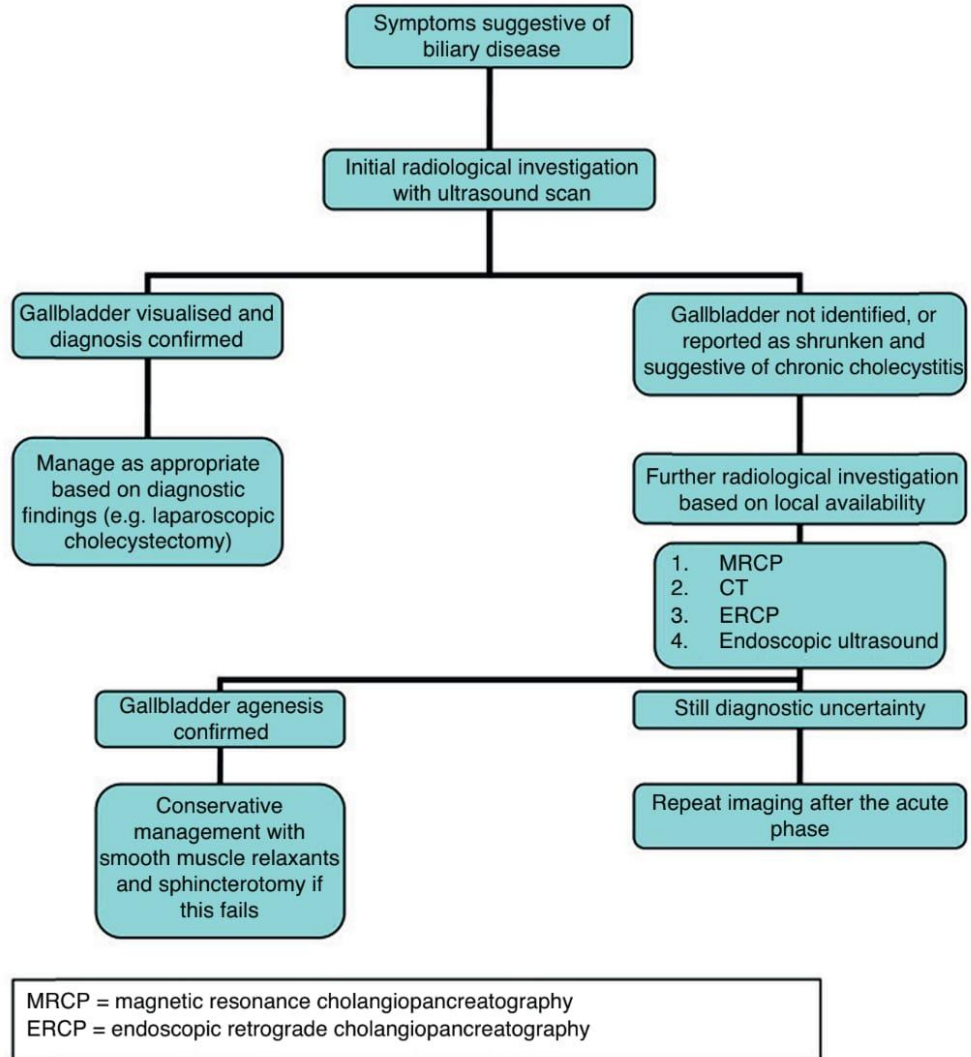 Symptoms suggestive of
biliary disease
Initial radiological investigation
with ultrasound scan
Gallbladder visualised and
diagnosis confirmed
Gallbladder not identified, or
reported as shrunken and
suggestive of chronic cholecystitis
Manage as appropriate
based on diagnostic
findings (e.g. laparoscopic
cholecystectomy)
Further radiological investigation
based on local availability
1. MRCP
2. CT
3. ERCP
4. Endoscopic ultrasound
Gallbladder agenesis
confirmed
Still diagnostic uncertainty
Conservative
management with
smooth muscle relaxants
and sphincterotomy if
this fails
Repeat imaging after the acute
phase
MRCP = magnetic resonance cholangiopancreatography
ERCP = endoscopic retrograde cholangiopancreatography